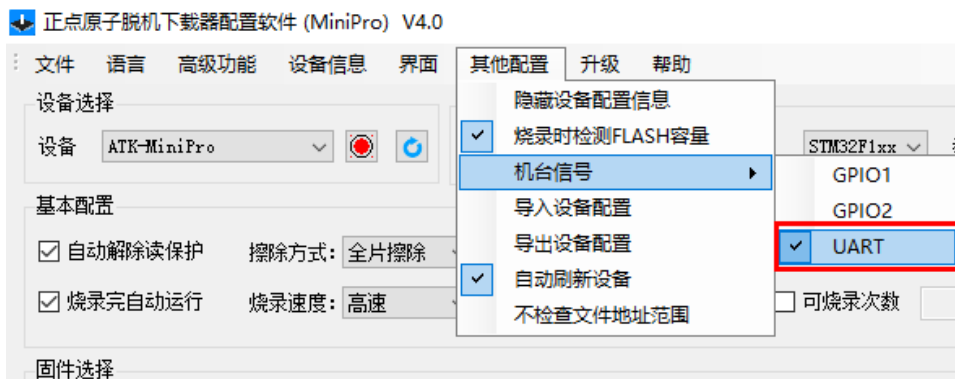 正点原子脱机下载器配置软件 (MiniPro) V4.0
文件 语言 高级功能 设备信息 界面 其他配置 升级 帮助
设备选择
隐藏设备配置信息
设备 ATK-MiniPro
烧录时检测FLASH容量
STM32F1xx
机台信号
GPIO1
基本配置
导入设备配置
GPIO2
自动解除读保护 擦除方式: 全片擦除
导出设备配置
UART
自动刷新设备
烧录完自动运行 烧录速度: 高速
不检查文件地址范围
可烧录次数
固件选择